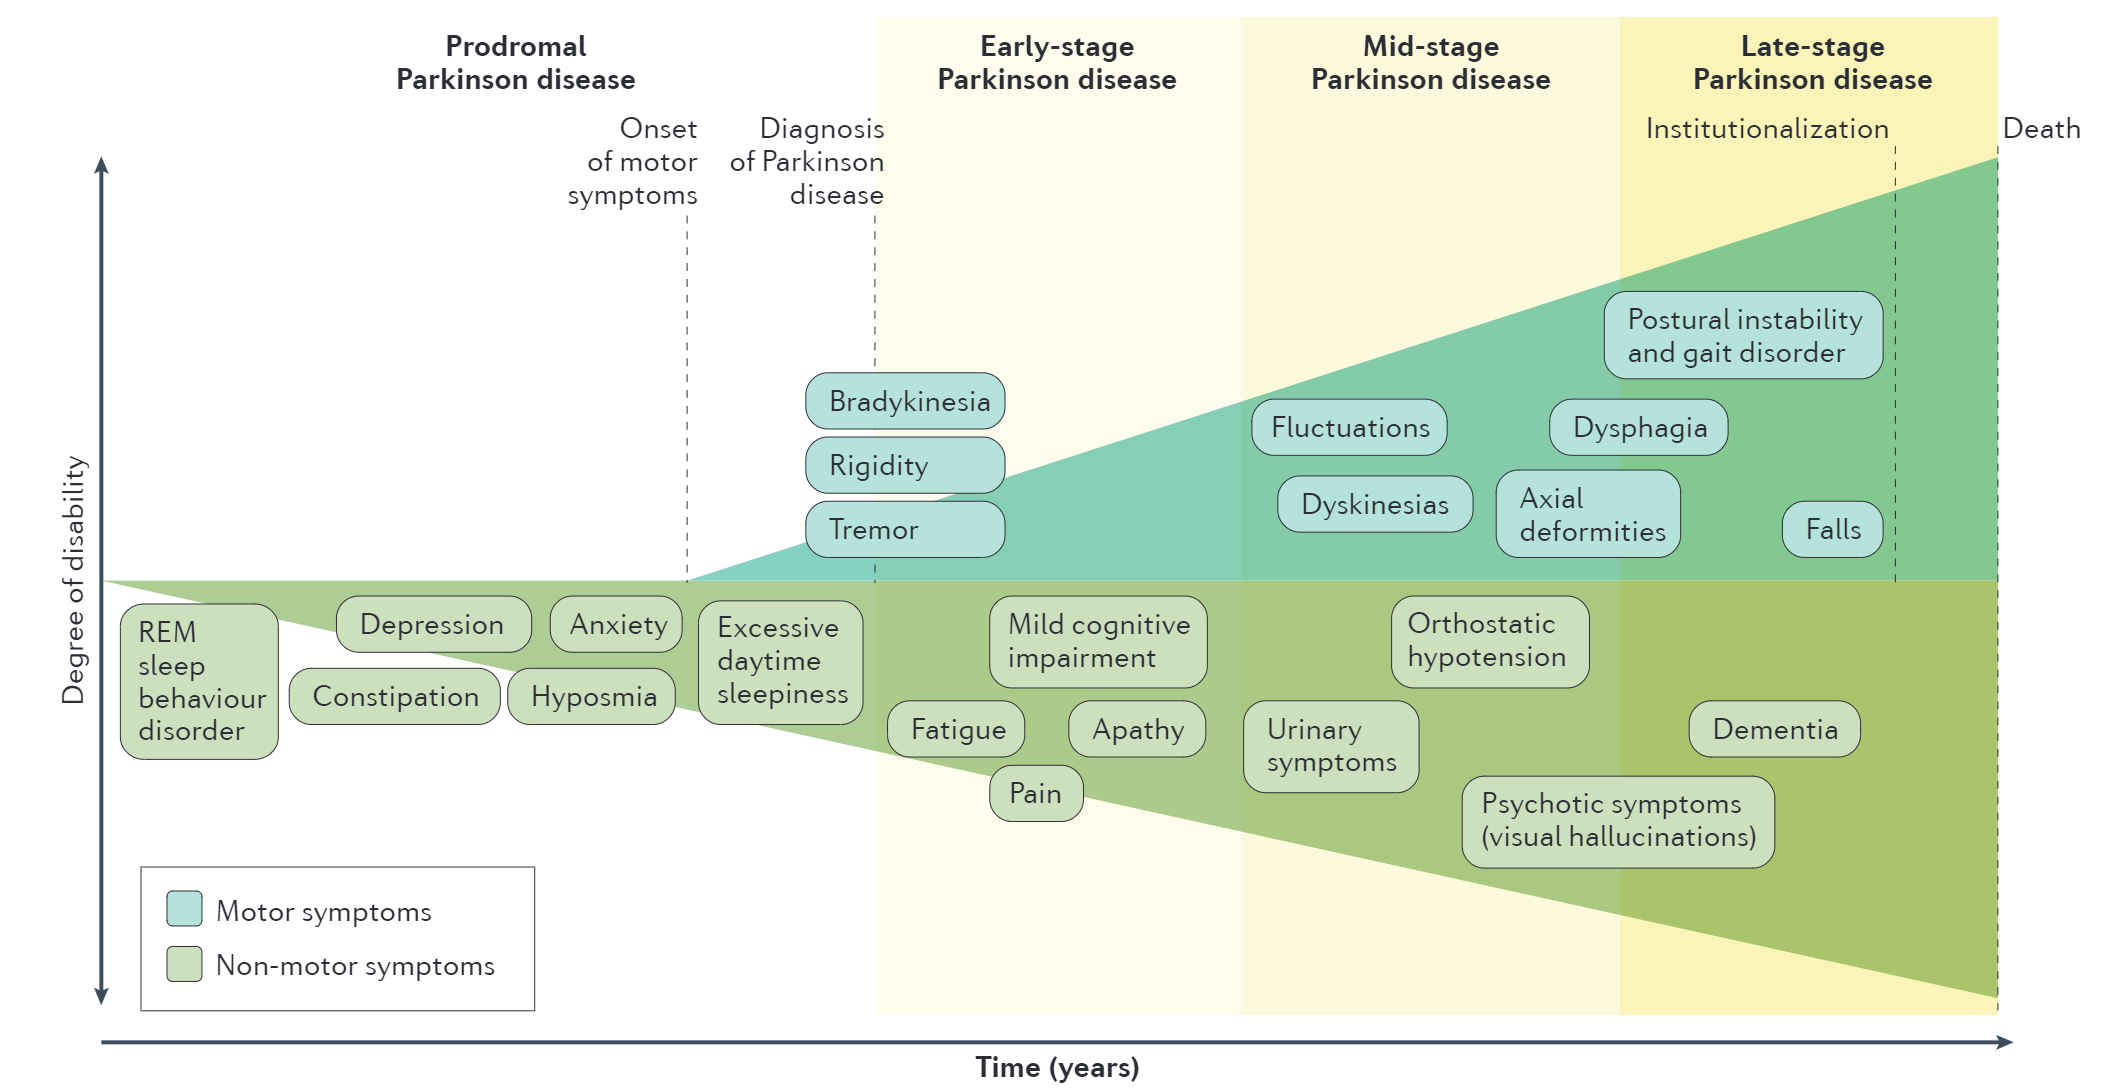 Prodromal
Parkinson disease
Early-stage
Parkinson disease
Mid-stage
Parkinson disease
Late-stage
Parkinson disease
Onset
of motor
symptoms
Diagnosis
of Parkinson
disease
Institutionalization
Death
Degree of disability
Bradykinesia
Rigidity
Tremor
Fluctuations
Dyskinesias
Postural instability
and gait disorder
Dysphagia
Axial
deformities
Falls
REM
sleep
behaviour
disorder
Depression
Constipation
Anxiety
Hyposmia
Excessive
daytime
sleepiness
Mild cognitive
impairment
Fatigue
Apathy
Pain
Orthostatic
hypotension
Urinary
symptoms
Dementia
Psychotic symptoms
(visual hallucinations)
Motor symptoms
Non-motor symptoms
Time (years)